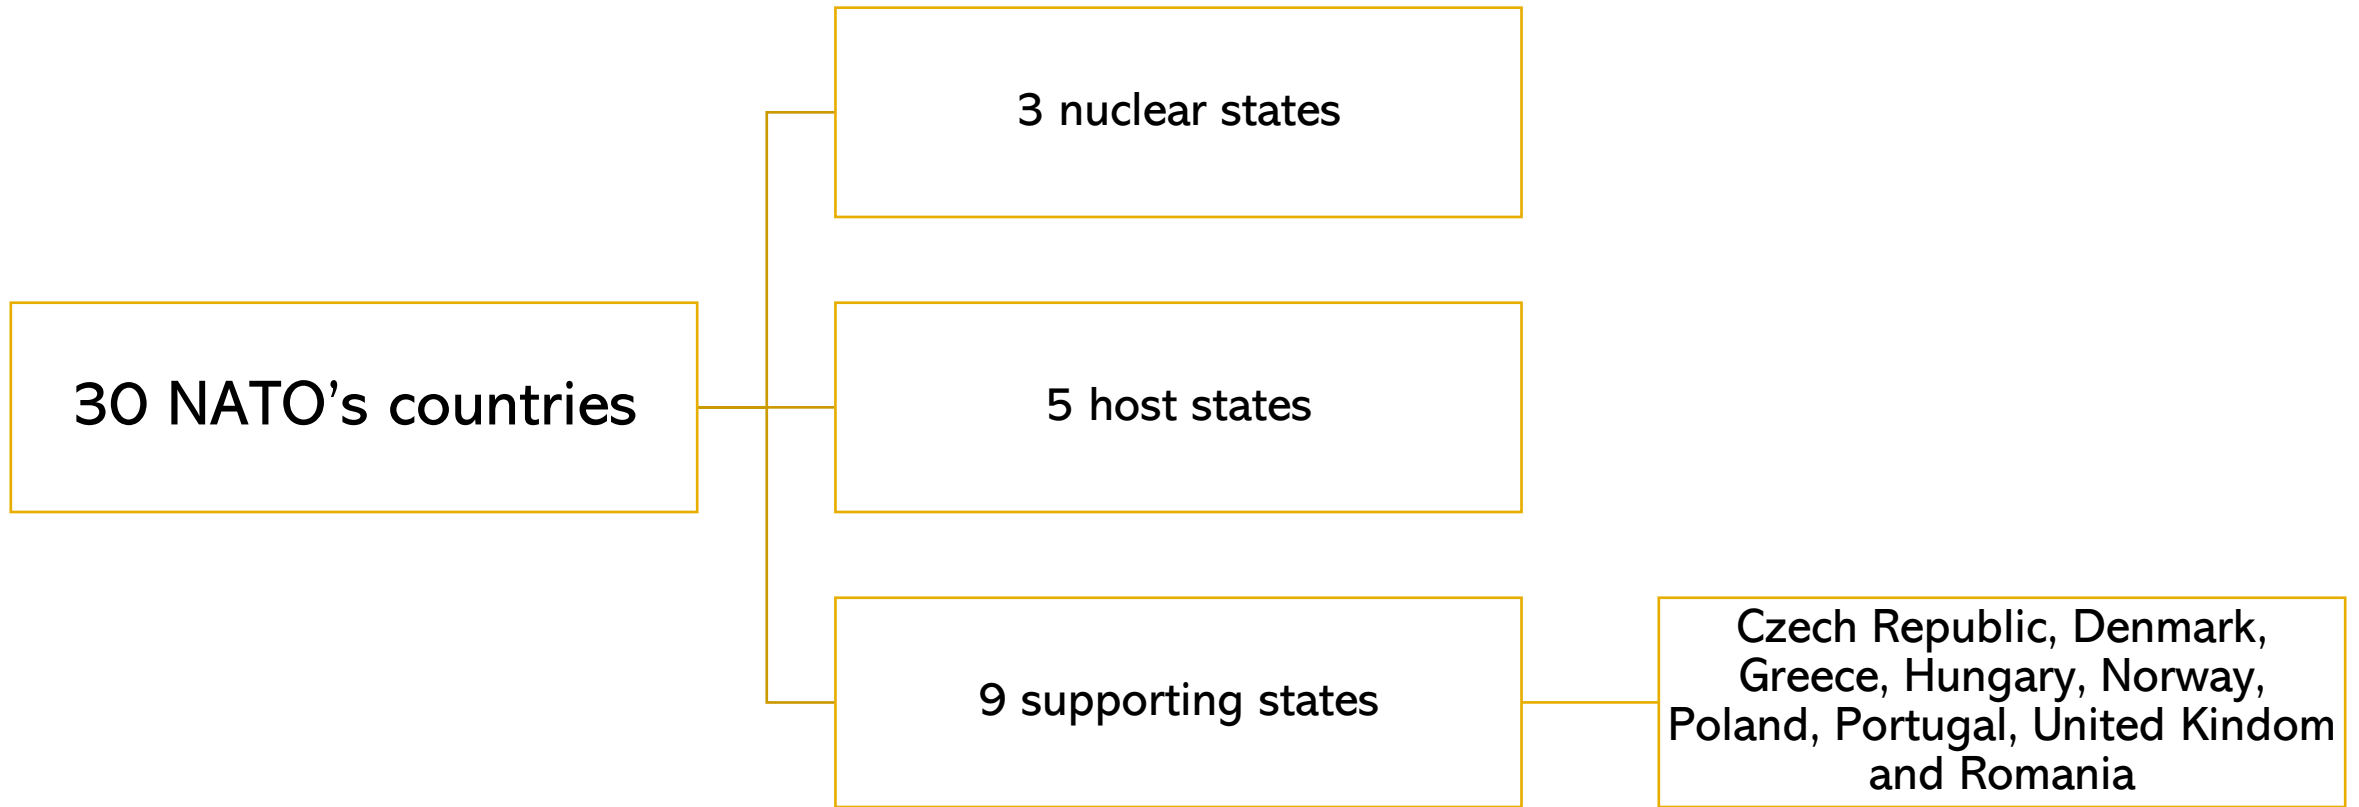 3 nuclear states
30 NATO’s countries
5 host states
9 supporting states
Czech Republic, Denmark,
Greece, Hungary, Norway,
Poland, Portugal, United Kindom
and Romania